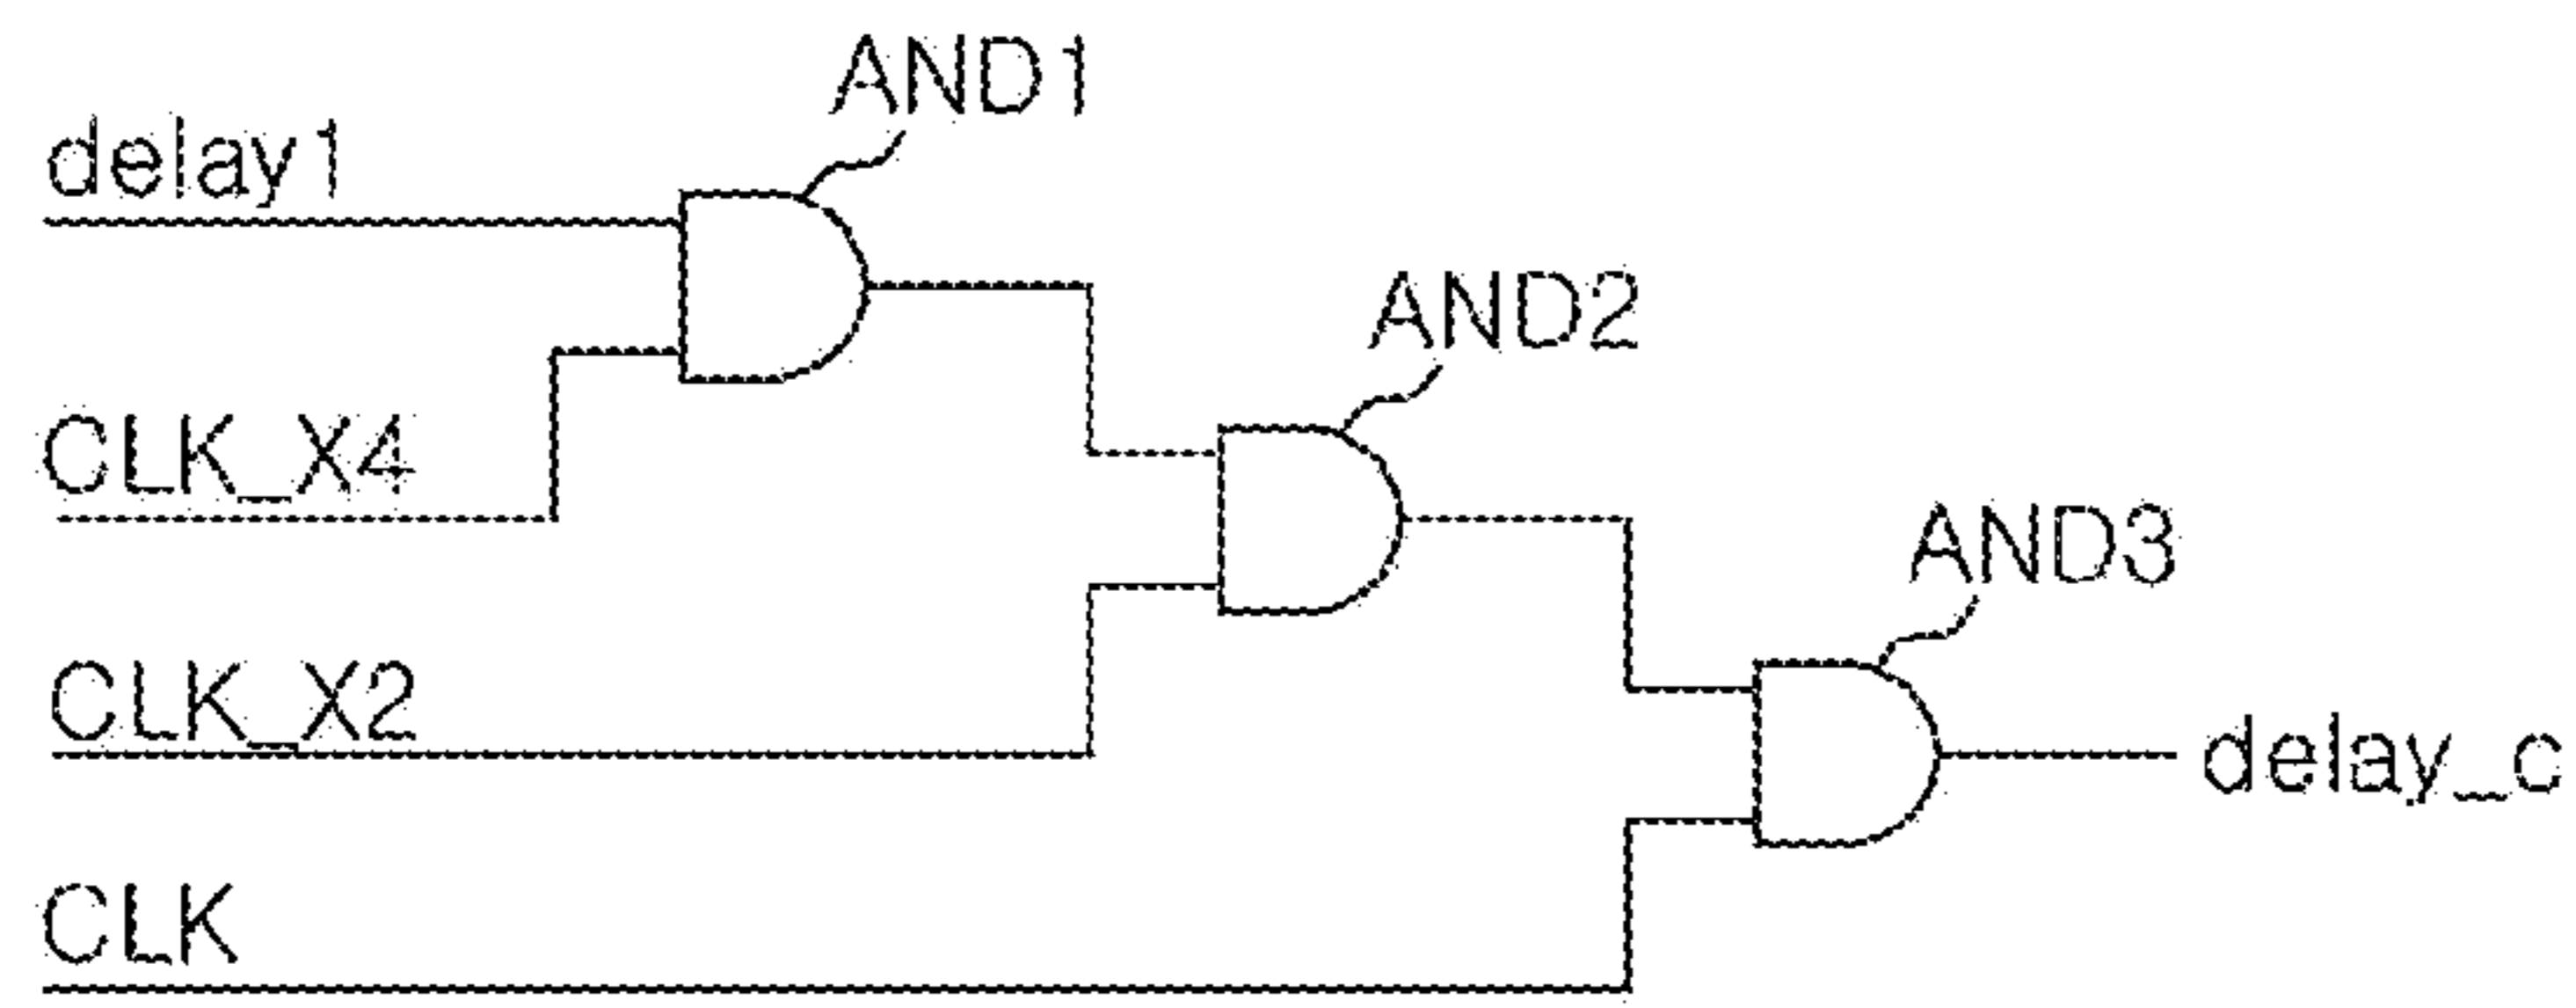 AND1
delay1
AND2
CLK_X4
AND3
CLK_X2
delay_c
CLK